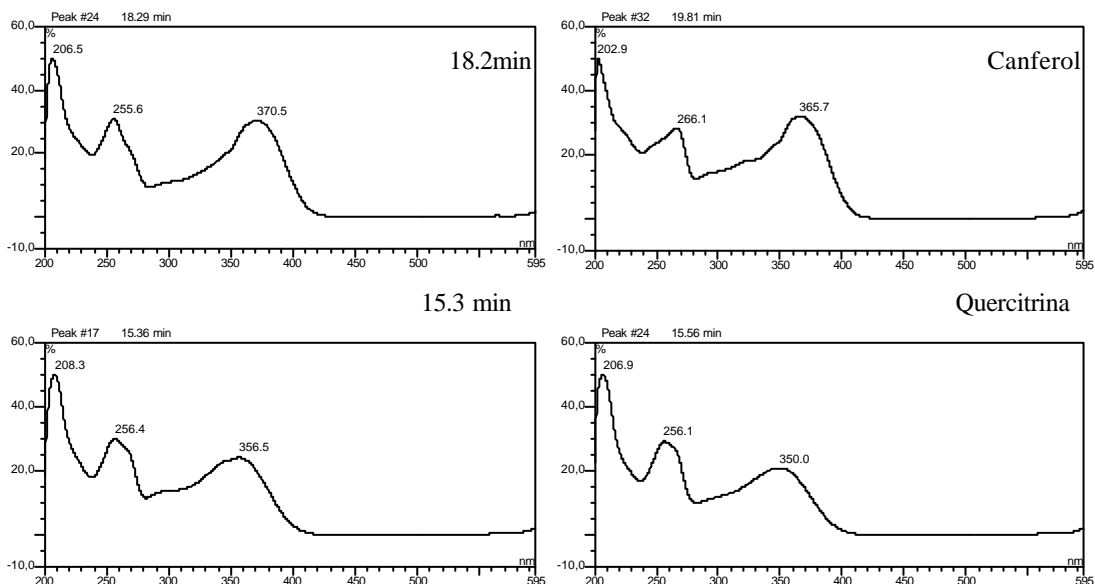 Peak #24 18.29 min
60,0
%
206.5
18.2min
40,0
255.6
370.5
20,0
-10,0
nm
200 250 300 350 400 450 500 595
Peak #32 19.81 min
60,0
%
202.9
Canferol
40,0
266.1
365.7
20,0
-10,0
nm
200 250 300 350 400 450 500 595
15.3 min
Peak #17 15.36 min
60,0
%
208.3
40,0
256.4
356.5
20,0
-10,0
nm
200 250 300 350 400 450 500 595
Quercitrina
Peak #24 15.56 min
60,0
%
206.9
40,0
256.1
350.0
20,0
-10,0
nm
200 250 300 350 400 450 500 595